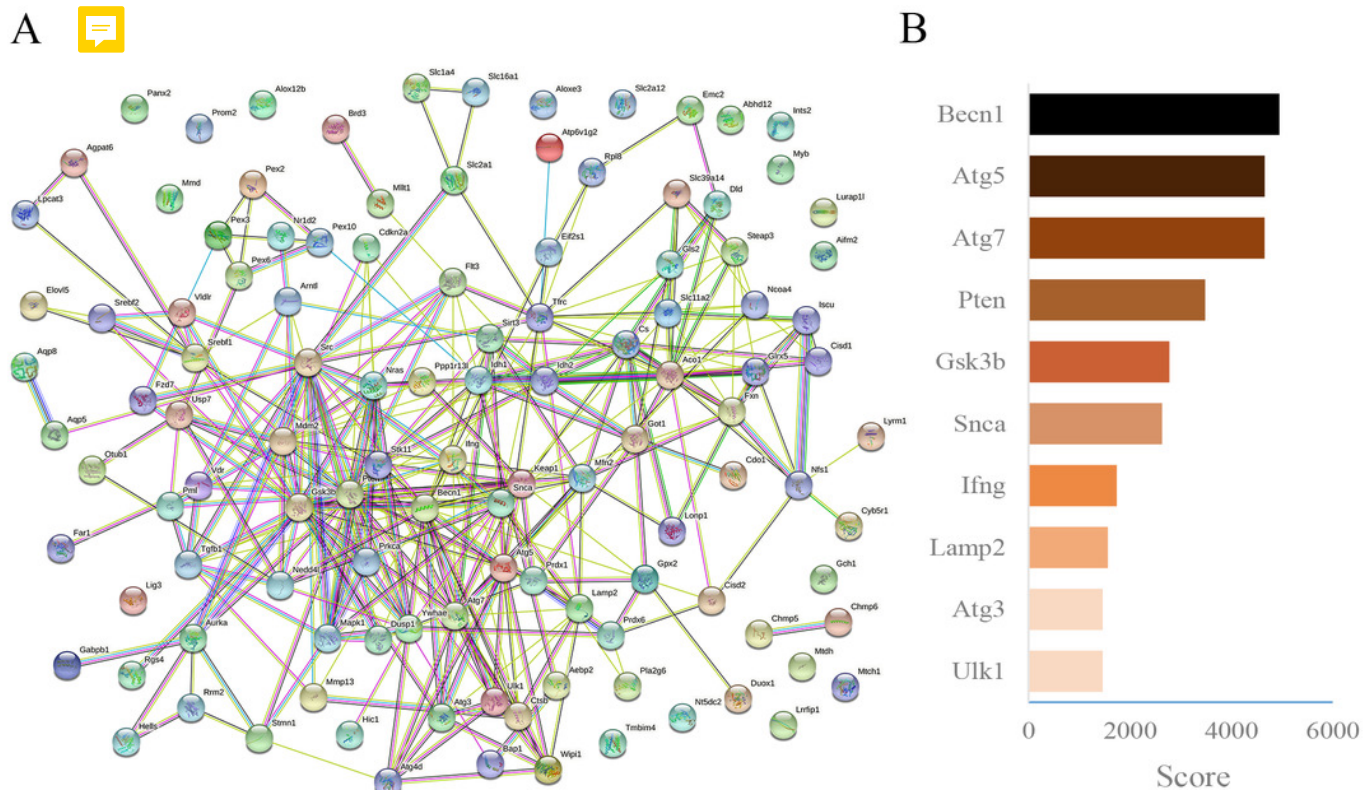 A
B
Panx2
Alox12b
Prom2
Slc1a4
Slc16a1
Aloxe3
Slc2a12
Emc2
Abhd12
Ints2
Brd3
Atp6v1g2
Rpl8
Myb
Agpat6
Lpcat3
Mmd
Pex2
Mllt1
Slc2a1
Slc39a14
Dld
Lurap1l
Pex3
Nr1d2
Pex10
Cdkn2a
Eif2s1
Steap3
Aifm2
Pex6
Gls2
Elovl5
Srebf2
Vldlr
Arntl
Flt3
Tfrc
Slc11a2
Ncoa4
Iscu
Srebf1
Src
Sirt3
Cs
Cisd1
Aqp8
Fzd7
Nras
Ppp1r13l
Idh1
Idh2
Aco1
Glrx5
Fxn
Aqp5
Usp7
Mdm2
Stk11
Ifng
Got1
Lyrm1
Otub1
Vdr
Keap1
Mfn2
Cdo1
Nfs1
Pml
Gsk3b
Becn1
Snca
Lonp1
Cyb5r1
Far1
Tgfb1
Nedd4l
Prkca
Atg5
Prdx1
Gpx2
Cisd2
Gch1
Lig3
Aurka
Mapk1
Dusp1
Ywhae
Atg7
Lamp2
Prdx6
Chmp5
Chmp6
Gabpb1
Rgs4
Mmp13
Ulk1
Aebp2
Pla2g6
Duox1
Mtdh
Mtch1
Rrm2
Hells
Stmn1
Hic1
Atg3
Ctsb
Nt5dc2
Lrrfip1
Tmbim4
Atg4d
Bap1
Wipi1
Becn1
Atg5
Atg7
Pten
Gsk3b
Snca
Ifng
Lamp2
Atg3
Ulk1
0 2000 4000 6000
Score